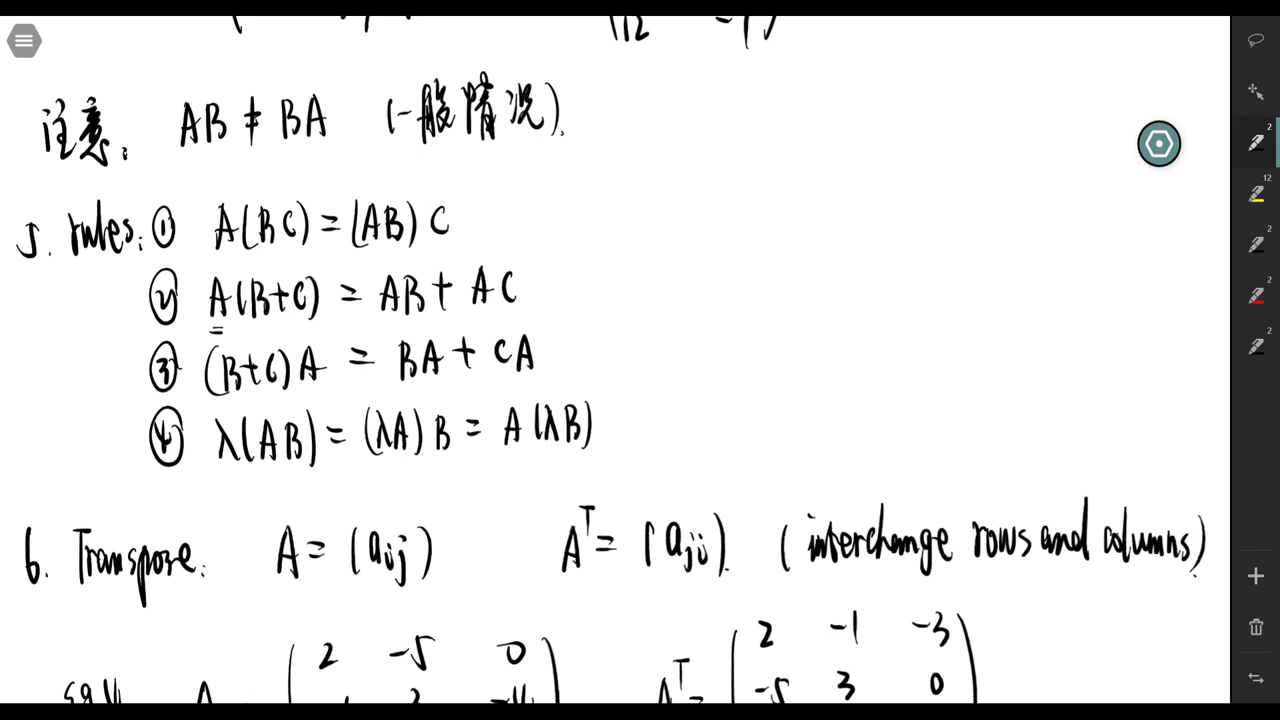 注意: AB ≠ BA (一般情况).
5. rules: ① A(BC) = (AB)C
② A(B+C) = AB + AC
③ (B+C)A = BA + CA
④ λ(AB) = (λA)B = A(λB)
6. Transpose: A = (aij) Aᵀ = (aji). (interchange rows and columns)
2 -5 0 2 -1 -3
Aᵀ = -5 3 0